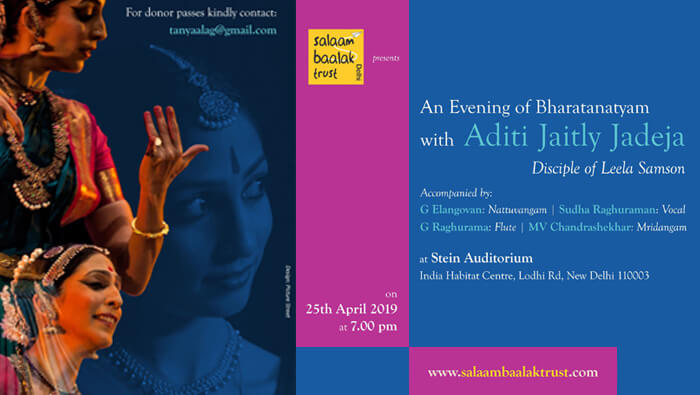 For donor passes kindly contact:
tanyaalag@gmail.com
salaam
baalak
trust
Delhi
presents
on
25th April 2019
at 7.00 pm
An Evening of Bharatanatyam
with Aditi Jaitly Jadeja
Disciple of Leela Samson
Accompanied by:
G Elangovan: Nattuvangam | Sudha Raghuraman: Vocal
G Raghurama: Flute | MV Chandrashekhar: Mridangam
at Stein Auditorium
India Habitat Centre, Lodhi Rd, New Delhi 110003
www.salaambaalaktrust.com
Design: Picture Street